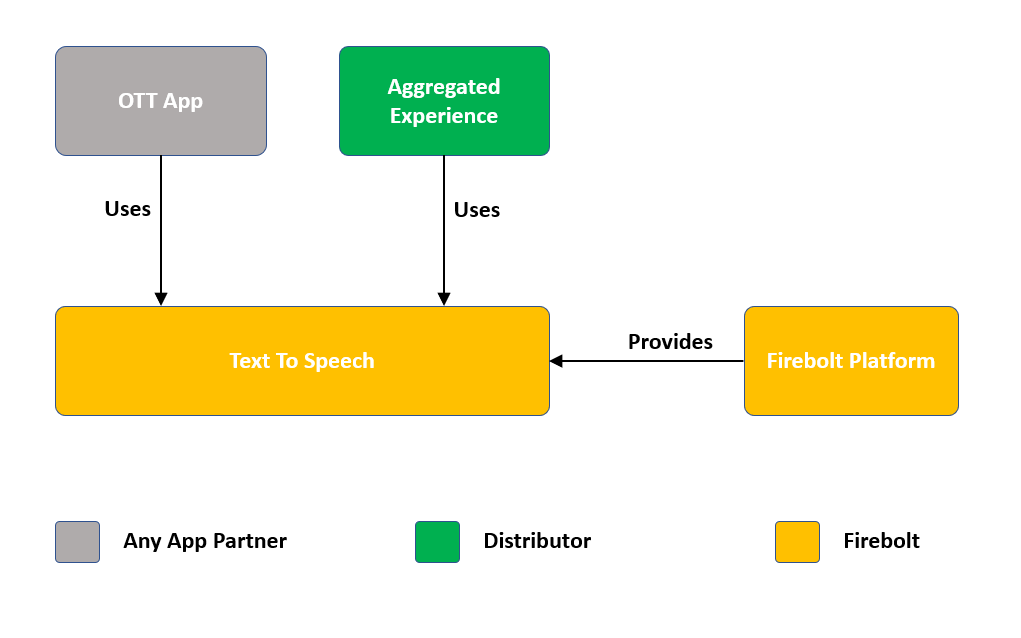 OTT App
Aggregated
Experience
Uses
Uses
Text To Speech
Provides
Firebolt Platform
Any App Partner
Distributor
Firebolt